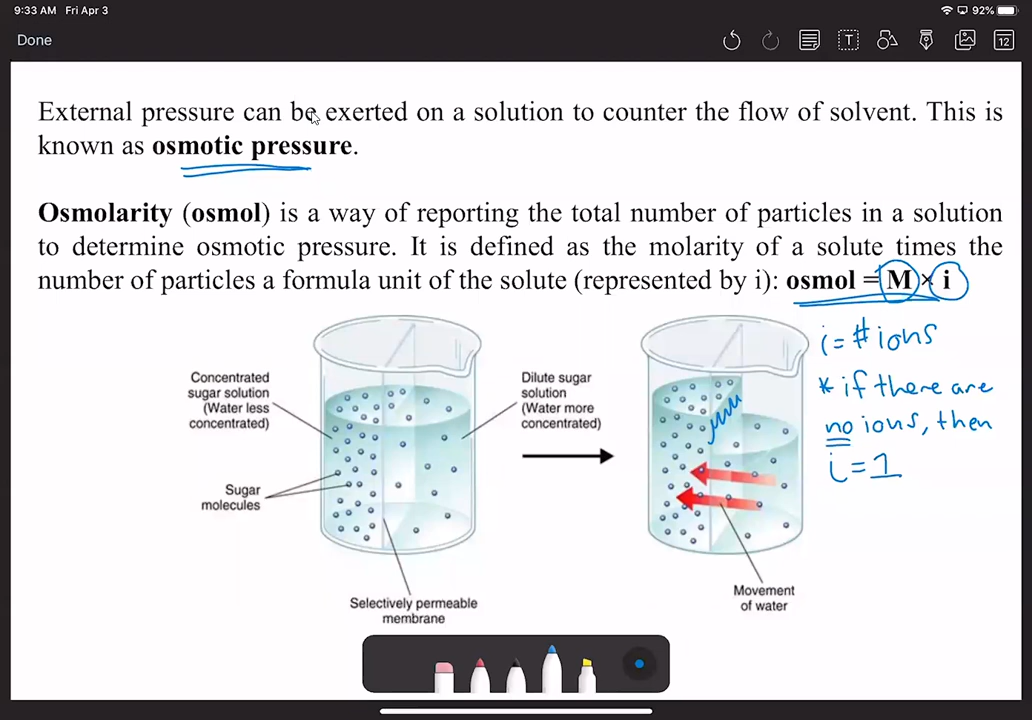 9:33 AM Fri Apr 3
92%
Done
T
12
External pressure can be exerted on a solution to counter the flow of solvent. This is
known as osmotic pressure.
Osmolarity (osmol) is a way of reporting the total number of particles in a solution
to determine osmotic pressure. It is defined as the molarity of a solute times the
number of particles a formula unit of the solute (represented by i): osmol = M × i
i = # ions
* if there are
no ions, then
i = 1
Concentrated
sugar solution
(Water less
concentrated)
Sugar
molecules
Dilute sugar
solution
(Water more
concentrated)
Selectively permeable
membrane
Movement
of water